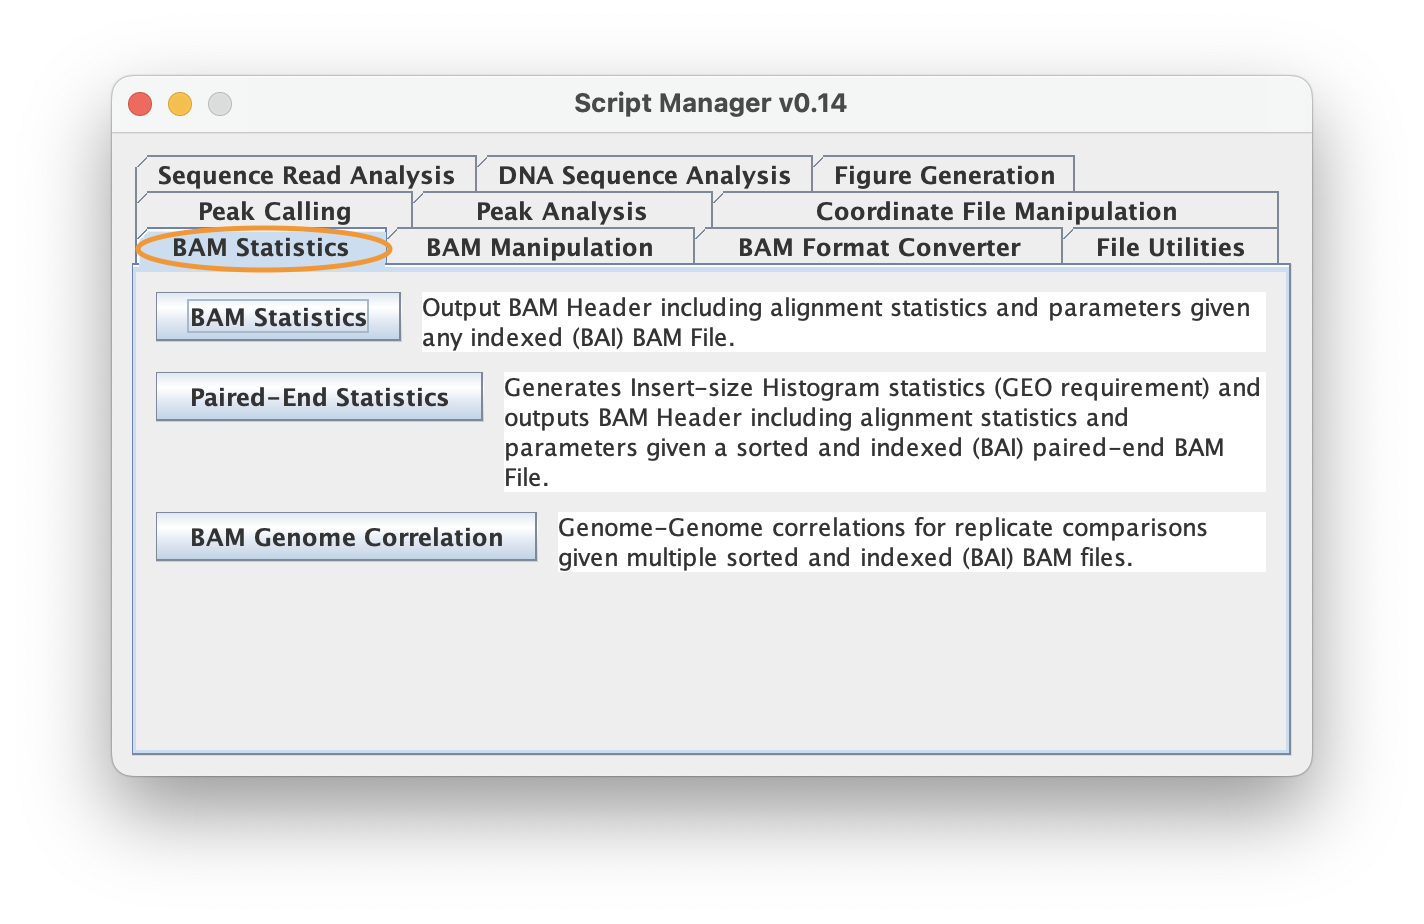 Script Manager v0.14
Sequence Read Analysis
DNA Sequence Analysis
Figure Generation
Peak Calling
Peak Analysis
Coordinate File Manipulation
BAM Statistics
BAM Manipulation
BAM Format Converter
File Utilities
BAM Statistics
Output BAM Header including alignment statistics and parameters given
any indexed (BAI) BAM File.
Paired-End Statistics
Generates Insert-size Histogram statistics (GEO requirement) and
outputs BAM Header including alignment statistics and
parameters given a sorted and indexed (BAI) paired-end BAM
File.
BAM Genome Correlation
Genome-Genome correlations for replicate comparisons
given multiple sorted and indexed (BAI) BAM files.